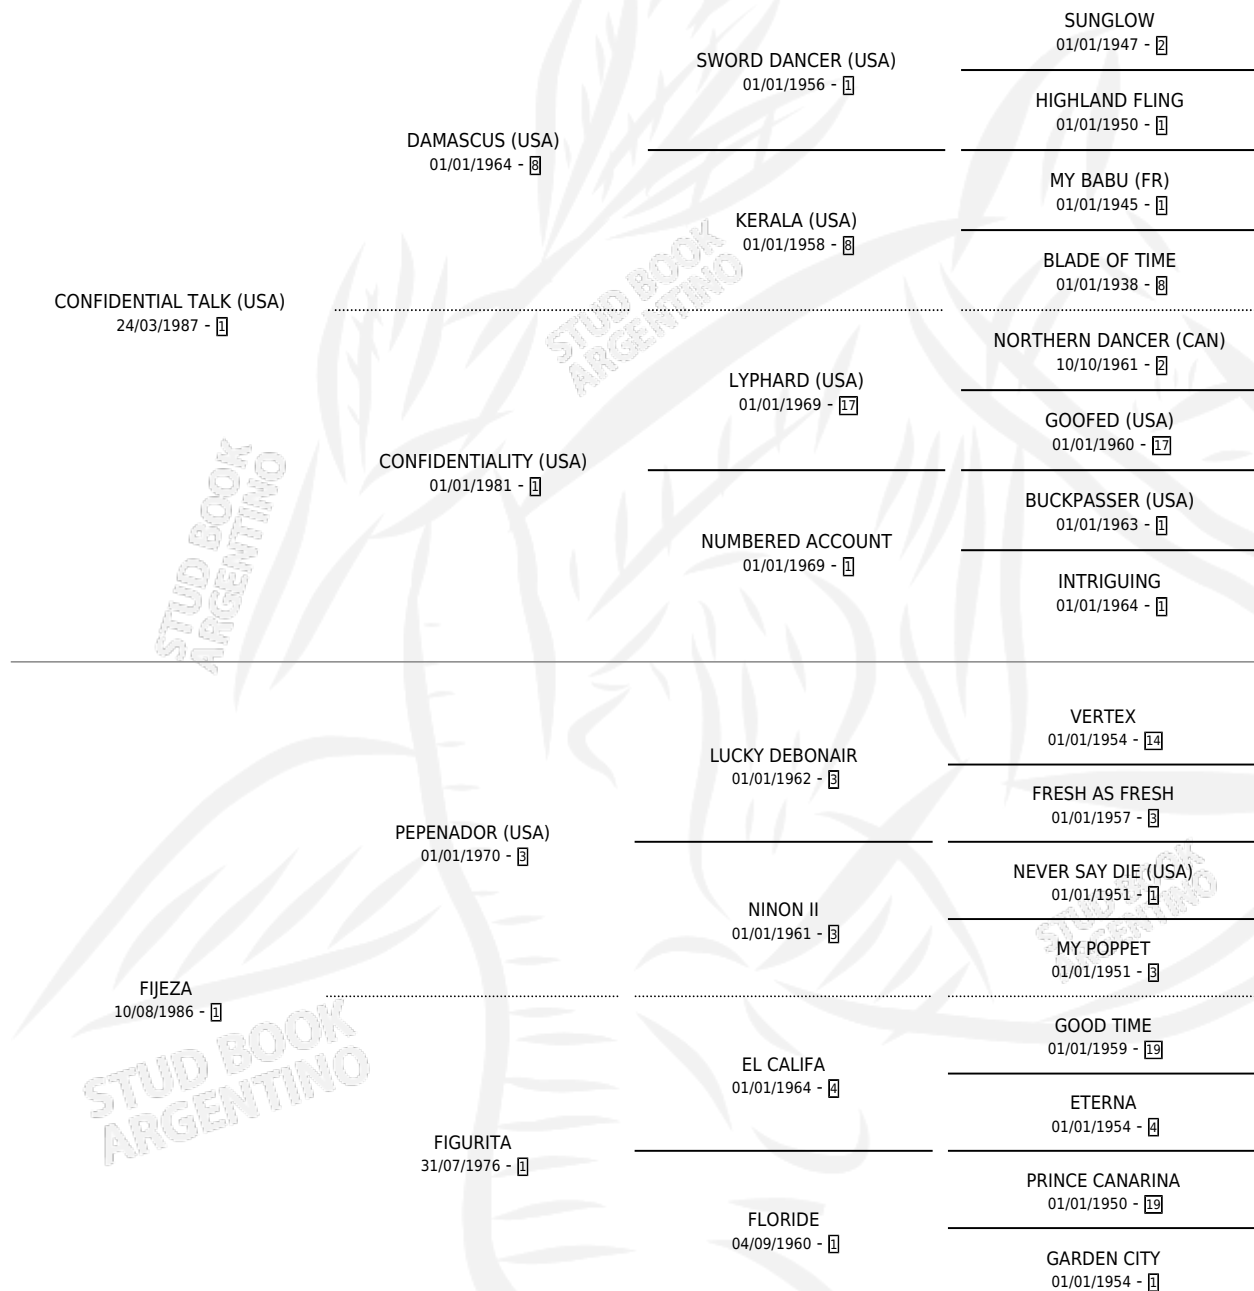 SUNGLOW
01/01/1947 - 2
SWORD DANCER (USA)
01/01/1956 - 1
HIGHLAND FLING
01/01/1950 - 1
DAMASCUS (USA)
01/01/1964 - 8
MY BABU (FR)
01/01/1945 - 1
KERALA (USA)
01/01/1958 - 8
BLADE OF TIME
01/01/1938 - 8
CONFIDENTIAL TALK (USA)
24/03/1987 - 1
NORTHERN DANCER (CAN)
10/10/1961 - 2
LYPHARD (USA)
01/01/1969 - 17
GOOFED (USA)
01/01/1960 - 17
CONFIDENTIALITY (USA)
01/01/1981 - 1
BUCKPASSER (USA)
01/01/1963 - 1
NUMBERED ACCOUNT
01/01/1969 - 1
INTRIGUING
01/01/1964 - 1
VERTEX
01/01/1954 - 14
LUCKY DEBONAIR
01/01/1962 - 3
FRESH AS FRESH
01/01/1957 - 3
PEPENADOR (USA)
01/01/1970 - 3
NEVER SAY DIE (USA)
01/01/1951 - 1
NINON II
01/01/1961 - 3
MY POPPET
01/01/1951 - 3
FIJEZA
10/08/1986 - 1
GOOD TIME
01/01/1959 - 19
EL CALIFA
01/01/1964 - 4
ETERNA
01/01/1954 - 4
FIGURITA
31/07/1976 - 1
PRINCE CANARINA
01/01/1950 - 19
FLORIDE
04/09/1960 - 1
GARDEN CITY
01/01/1954 - 1
STUD BOOK
ARGENTINO
STUD BOOK
ARGENTINO
STUD BOOK
ARGENTINO
STUD BOOK
ARGENTINO